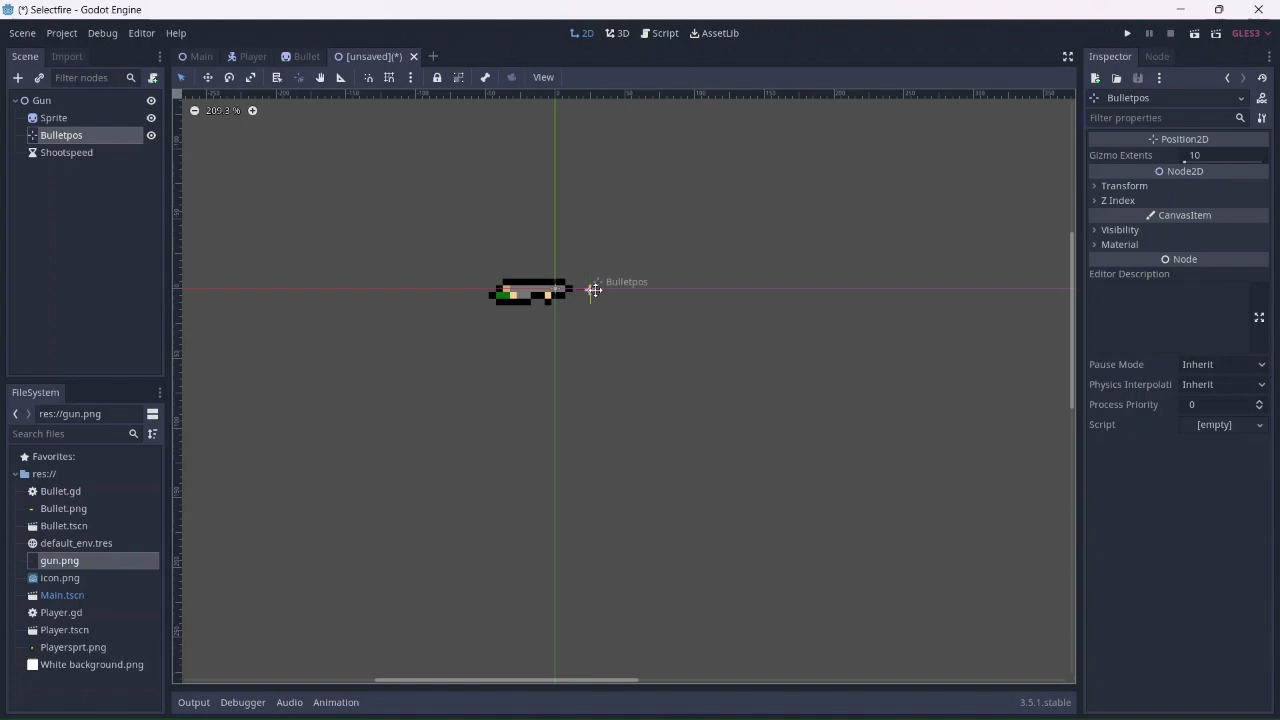 (*) Selectfire - Godot Engine
Scene Project Debug Editor Help
2D 3D Script AssetLib
GLES3
Scene Import
Main Player Bullet [unsaved](*)
Inspector Node
Filter nodes
View
Gun
Sprite
Bulletpos
Shootspeed
209.3 %
Bulletpos
Bulletpos
Filter properties
Position2D
Gizmo Extents 10
Node2D
Transform
Z Index
CanvasItem
Visibility
Material
Node
Editor Description
Pause Mode Inherit
Physics Interpolati Inherit
Process Priority 0
Script [empty]
FileSystem
res://gun.png
Search files
Favorites:
res://
Bullet.gd
Bullet.png
Bullet.tscn
default_env.tres
gun.png
icon.png
Main.tscn
Player.gd
Player.tscn
Playersprt.png
White background.png
Output Debugger Audio Animation
3.5.1.stable